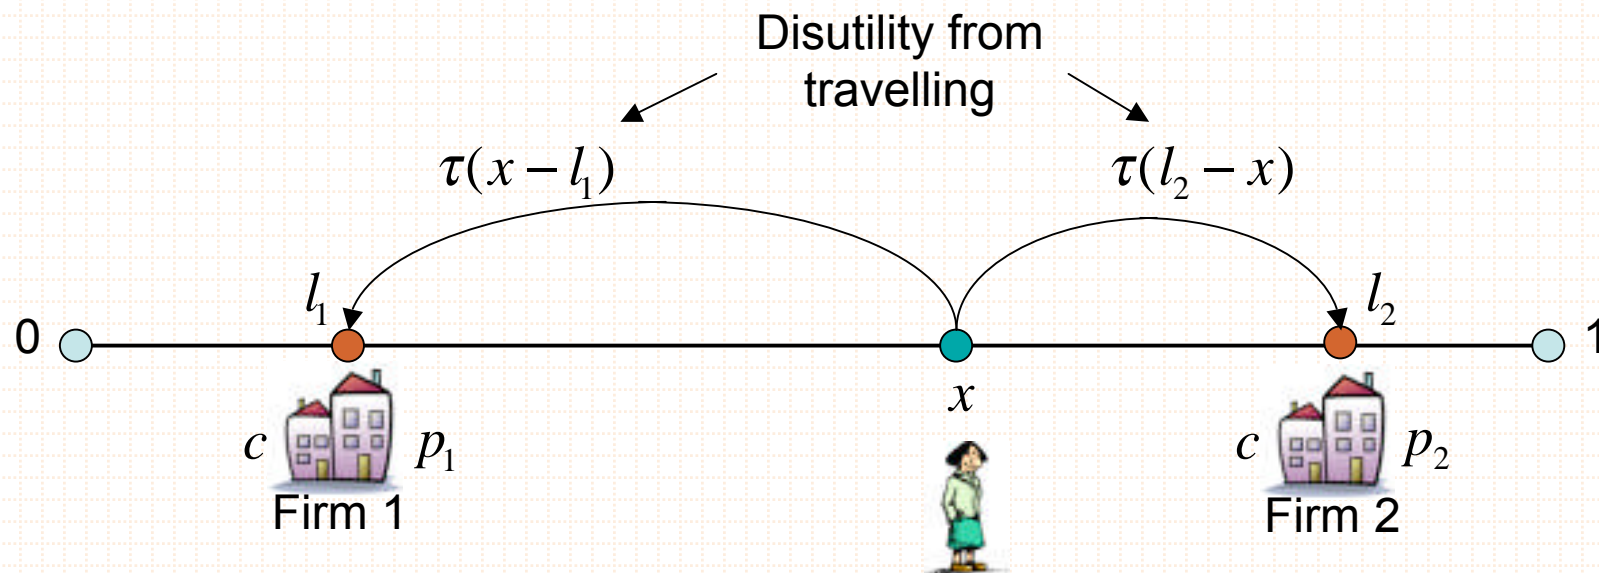 Disutility from
travelling
τ(x − l₁)
τ(l₂ − x)
l₁
l₂
0
1
x
c
p₁
c
p₂
Firm 1
Firm 2